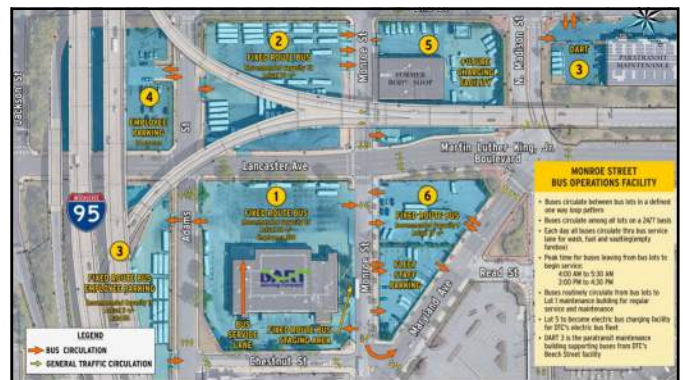 Jackson St
Monroe St
N. Madison St
2
FIXED ROUTE BUS
5
FORMER
BODY SHOP
FUTURE
CHARGING
FACILITY
DART
3
PARATRANSIT
MAINTENANCE
4
EMPLOYEE
PARKING
St
Martin Luther King, Jr.
Boulevard
Lancaster Ave
INTERSTATE
95
Adams
3
FIXED ROUTE BUS
EMPLOYEE PARKING
1
FIXED ROUTE BUS
DART
BUS
SERVICE
LANE
FIXED ROUTE BUS
STAGING AREA
Monroe St
6
FIXED ROUTE BUS
FLEET
STAFF
PARKING
Read St
Maryland Ave
Chestnut St
LEGEND
BUS CIRCULATION
GENERAL TRAFFIC CIRCULATION
MONROE STREET
BUS OPERATIONS FACILITY
• Buses circulate between bus lots in a defined
one way loop pattern
• Buses circulate among all lots on a 24/7 basis
• Each day all buses circulate thru bus service
lane for wash, fuel and vaulting(empty
farebox)
• Peak time for buses leaving from bus lots to
begin service:
4:00 AM to 5:30 AM
3:00 PM to 4:30 PM
• Buses routinely circulate from bus lots to
Lot 1 maintenance building for regular
service and maintenance
• Lot 5 to become electric bus charging facility
for DTC's electric bus fleet
• DART 3 is the paratransit maintenance
building supporting buses from DTC's
Beech Street facility